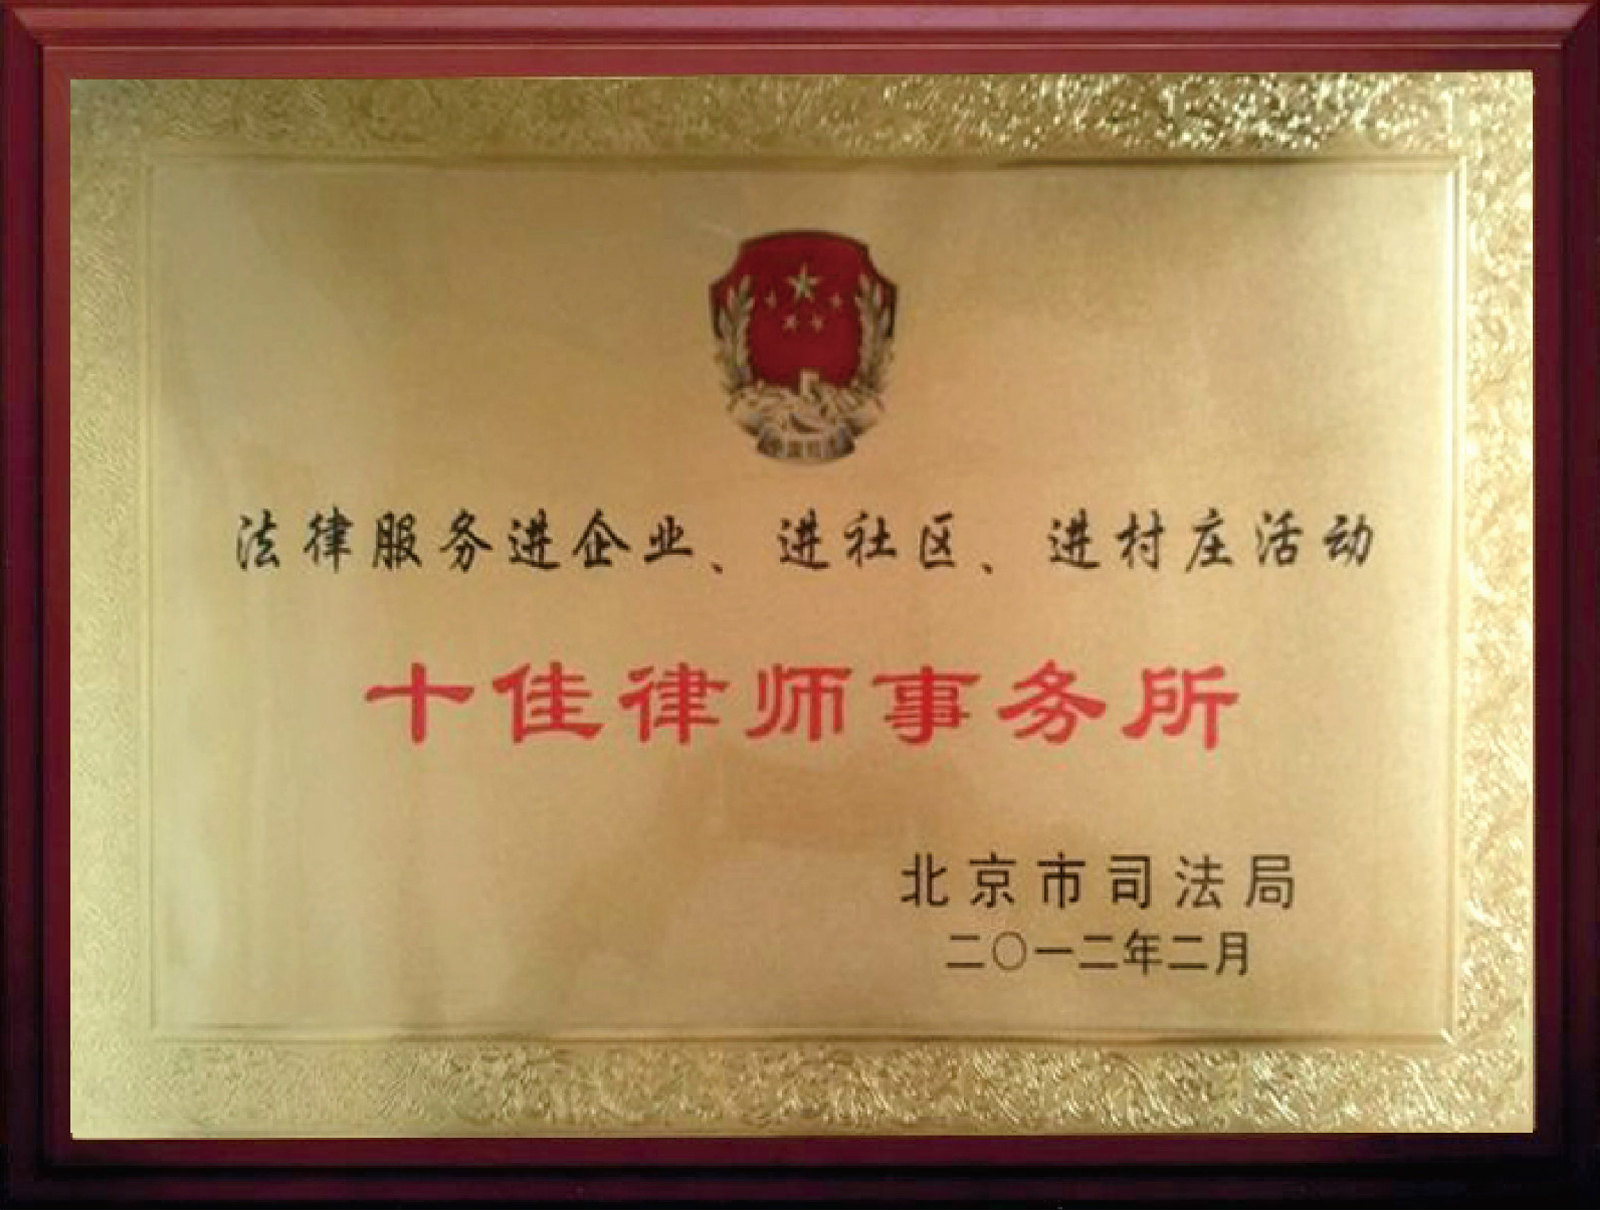 法律服务进企业、进社区、进村庄活动
十佳律师事务所
北京市司法局
二〇一二年二月